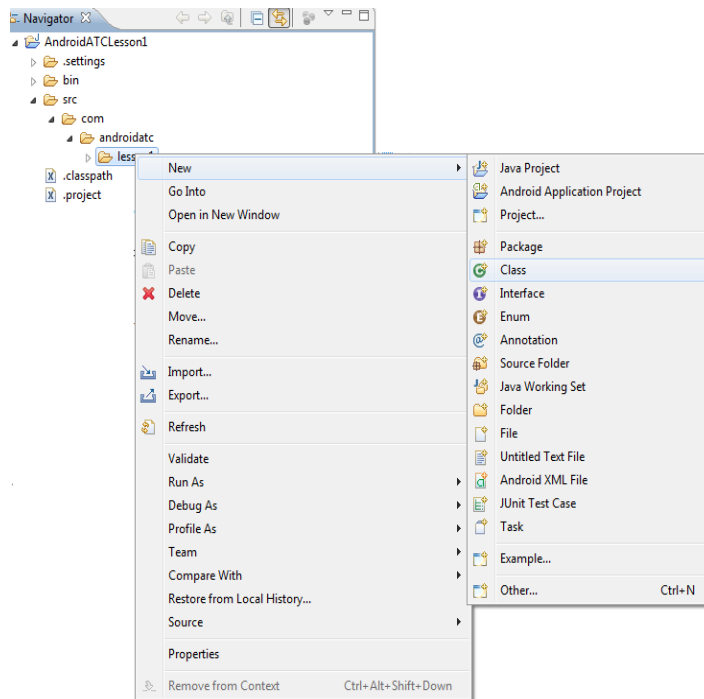 Navigator
AndroidATCLesson1
.settings
bin
src
com
androidatc
.classpath
.project
New
Go Into
Open in New Window
Copy
Paste
Delete
Move...
Rename...
Import...
Export...
Refresh
Validate
Run As
Debug As
Profile As
Team
Compare With
Restore from Local History...
Source
Properties
Remove from Context Ctrl+Alt+Shift+Down
Java Project
Android Application Project
Project...
Package
Class
Interface
Enum
Annotation
Source Folder
Java Working Set
Folder
File
Untitled Text File
Android XML File
JUnit Test Case
Task
Example...
Other... Ctrl+N